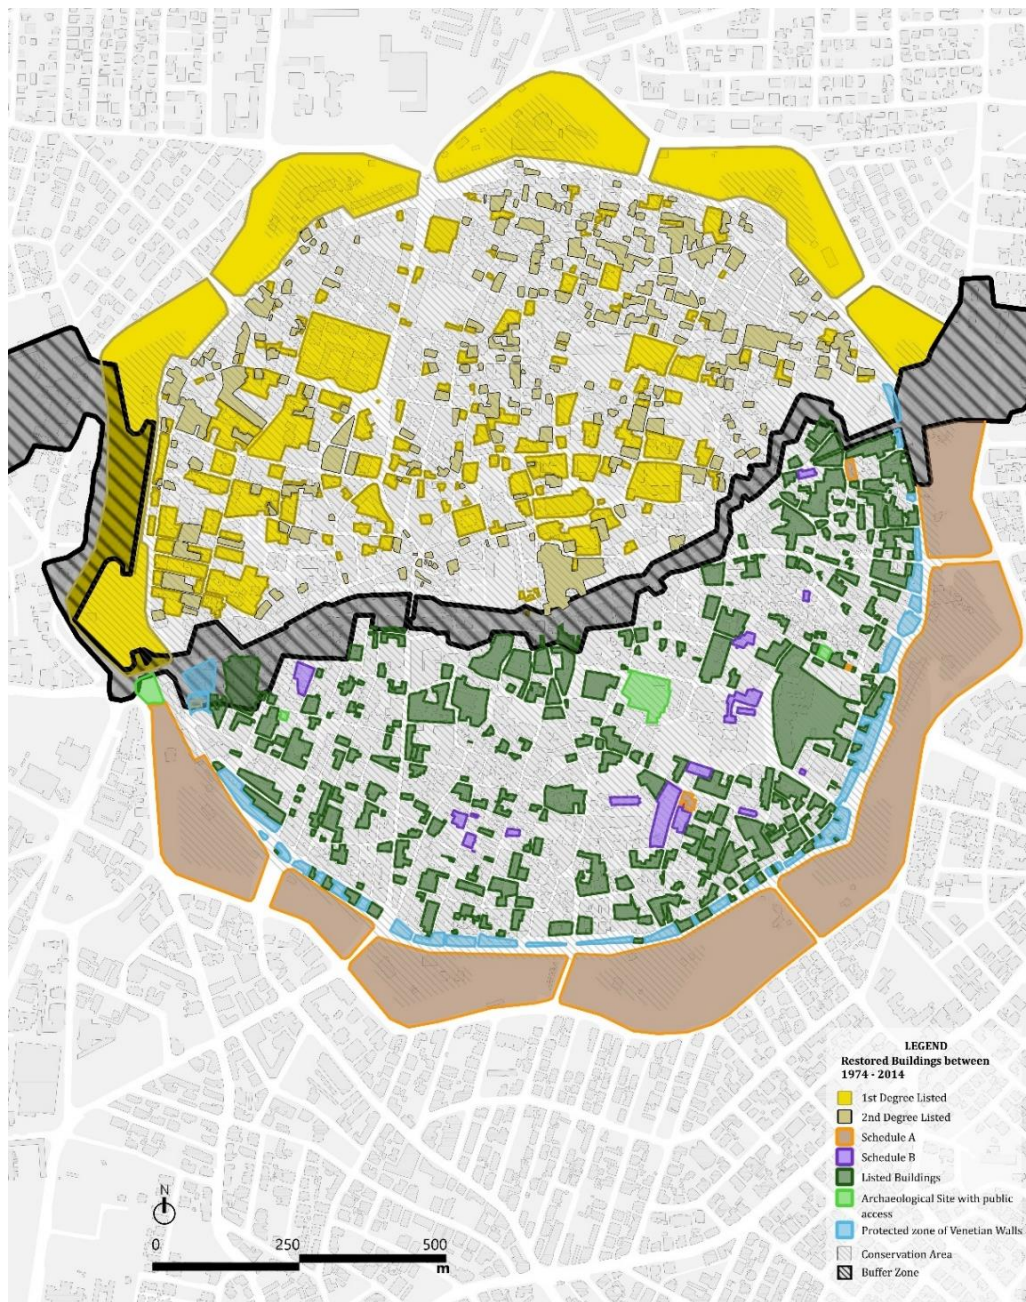 N
0 250 500
m
LEGEND
Restored Buildings between
1974 - 2014
1st Degree Listed
2nd Degree Listed
Schedule A
Schedule B
Listed Buildings
Archaeological Site with public
access
Protected zone of Venetian Walls
Conservation Area
Buffer Zone